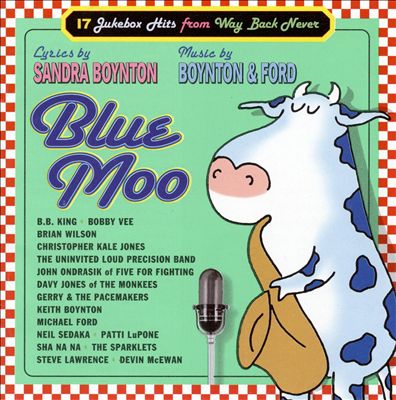 17 Jukebox Hits from Way Back Never
Lyrics by
SANDRA BOYNTON
Music by
BOYNTON & FORD
Blue
Moo
B.B. KING • BOBBY VEE
BRIAN WILSON
CHRISTOPHER KALE JONES
THE UNINVITED LOUD PRECISION BAND
JOHN ONDRASIK of FIVE FOR FIGHTING
DAVY JONES of THE MONKEES
GERRY & THE PACEMAKERS
KEITH BOYNTON
MICHAEL FORD
NEIL SEDAKA • PATTI LuPONE
SHA NA NA • THE SPARKLETS
STEVE LAWRENCE • DEVIN McEWAN